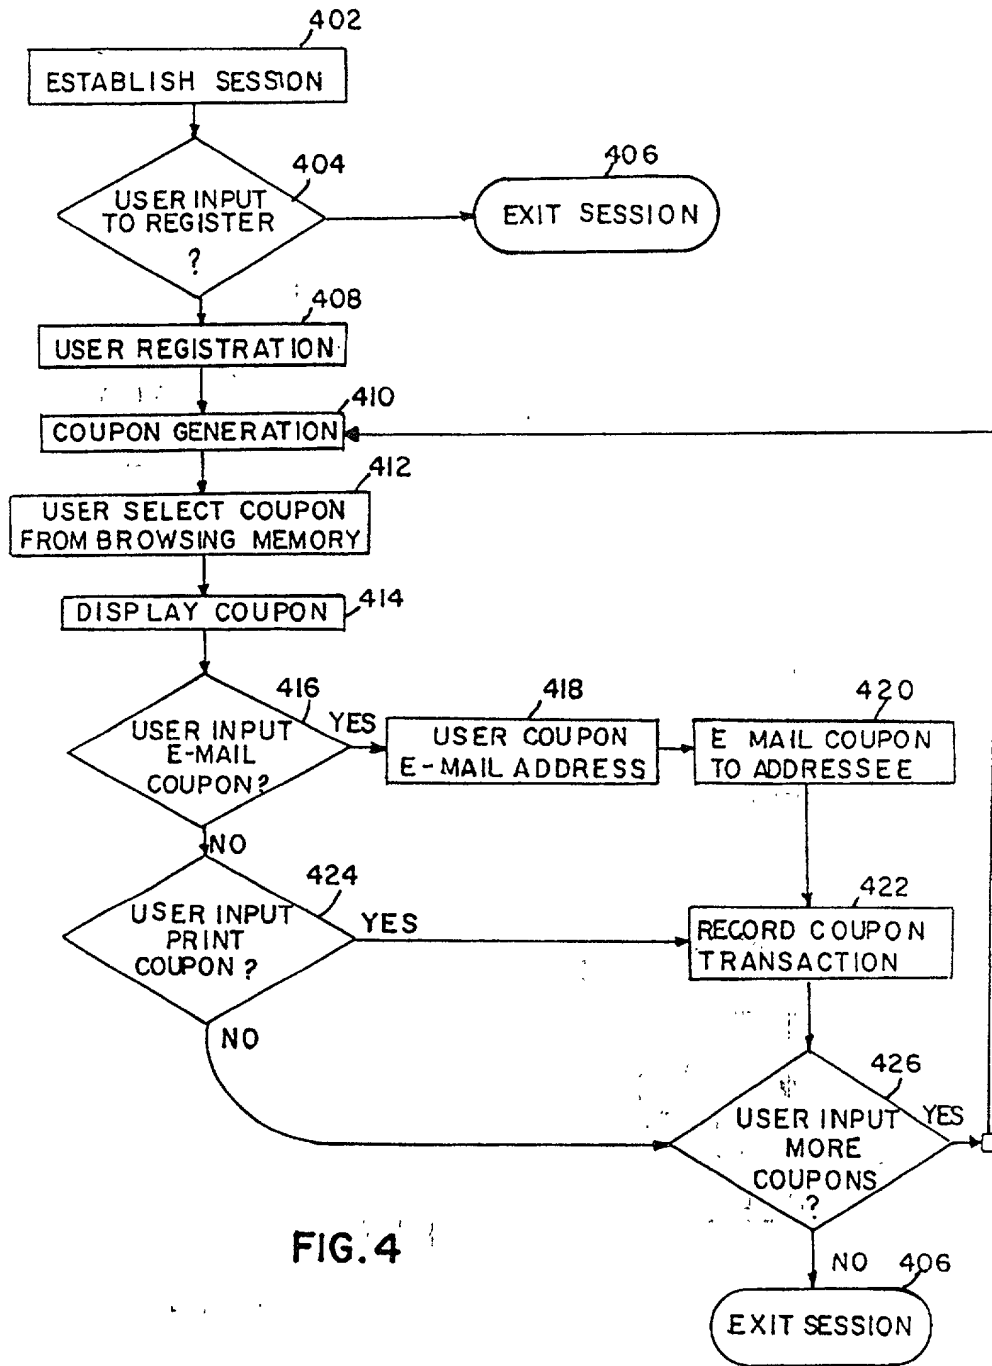 402
ESTABLISH SESSION
404
USER INPUT
TO REGISTER
?
406
EXIT SESSION
408
USER REGISTRATION
410
COUPON GENERATION
412
USER SELECT COUPON
FROM BROWSING MEMORY
DISPLAY COUPON
414
416
USER INPUT
E-MAIL
COUPON?
YES
418
USER COUPON
E-MAIL ADDRESS
420
E MAIL COUPON
TO ADDRESSEE
NO
424
USER INPUT
PRINT
COUPON?
YES
422
RECORD COUPON
TRANSACTION
NO
426
USER INPUT
MORE
COUPONS
?
YES
NO
406
EXIT SESSION
FIG. 4